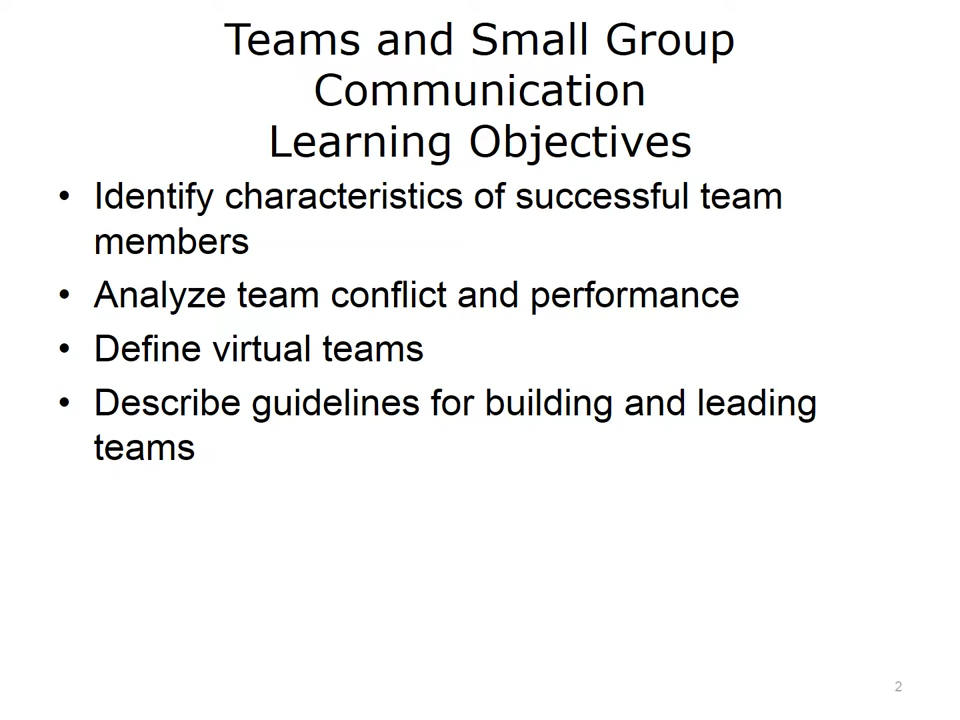 Teams and Small Group
Communication
Learning Objectives
• Identify characteristics of successful team
members
• Analyze team conflict and performance
• Define virtual teams
• Describe guidelines for building and leading
teams
2